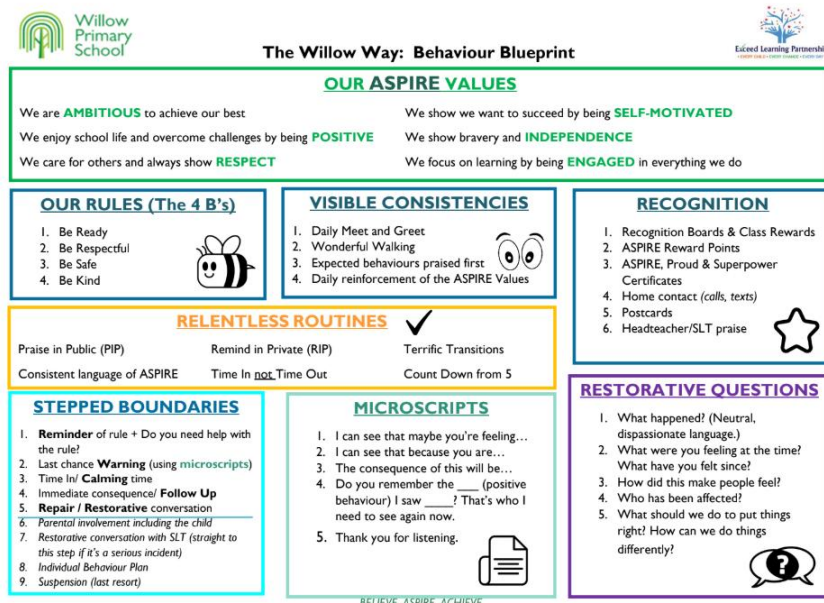 Willow
Primary
School
Exceed Learning Partnership
• EVERY CHILD • EVERY CHANCE • EVERY DAY
The Willow Way: Behaviour Blueprint
OUR ASPIRE VALUES
We are AMBITIOUS to achieve our best
We show we want to succeed by being SELF-MOTIVATED
We enjoy school life and overcome challenges by being POSITIVE
We show bravery and INDEPENDENCE
We care for others and always show RESPECT
We focus on learning by being ENGAGED in everything we do
OUR RULES (The 4 B's)
1. Be Ready
2. Be Respectful
3. Be Safe
4. Be Kind
VISIBLE CONSISTENCIES
1. Daily Meet and Greet
2. Wonderful Walking
3. Expected behaviours praised first
4. Daily reinforcement of the ASPIRE Values
RECOGNITION
1. Recognition Boards & Class Rewards
2. ASPIRE Reward Points
3. ASPIRE, Proud & Superpower
Certificates
4. Home contact (calls, texts)
5. Postcards
6. Headteacher/SLT praise
RELENTLESS ROUTINES
Praise in Public (PIP)
Remind in Private (RIP)
Terrific Transitions
Consistent language of ASPIRE
Time In not Time Out
Count Down from 5
STEPPED BOUNDARIES
1. Reminder of rule + Do you need help with
the rule?
2. Last chance Warning (using microscripts)
3. Time In/ Calming time
4. Immediate consequence/ Follow Up
5. Repair / Restorative conversation
6. Parental involvement including the child
7. Restorative conversation with SLT (straight to
this step if it's a serious incident)
8. Individual Behaviour Plan
9. Suspension (last resort)
MICROSCRIPTS
1. I can see that maybe you're feeling…
2. I can see that because you are…
3. The consequence of this will be…
4. Do you remember the ___ (positive
behaviour) I saw ____? That's who I
need to see again now.
5. Thank you for listening.
RESTORATIVE QUESTIONS
1. What happened? (Neutral,
dispassionate language.)
2. What were you feeling at the time?
What have you felt since?
3. How did this make people feel?
4. Who has been affected?
5. What should we do to put things
right? How can we do things
differently?
?
BELIEVE, ASPIRE, ACHIEVE